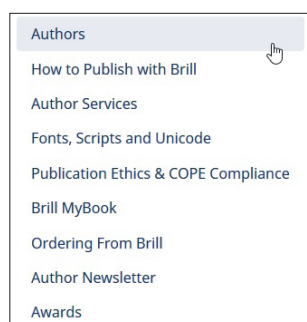 Authors
How to Publish with Brill
Author Services
Fonts, Scripts and Unicode
Publication Ethics & COPE Compliance
Brill MyBook
Ordering From Brill
Author Newsletter
Awards